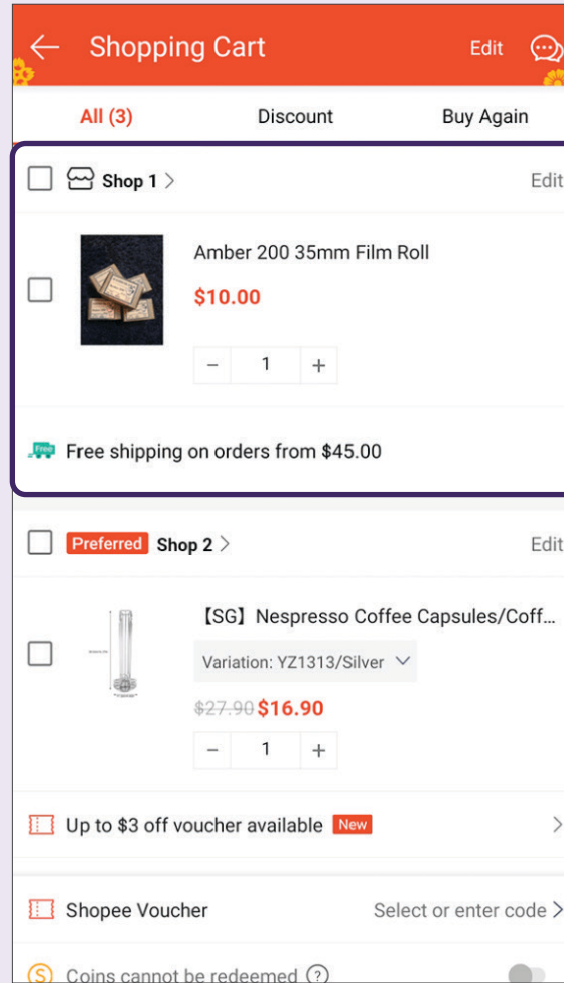 Shopping Cart Edit
All (3) Discount Buy Again
Shop 1 > Edit
Amber 200 35mm Film Roll
$10.00
- 1 +
Free Free shipping on orders from $45.00
Preferred Shop 2 > Edit
【SG】Nespresso Coffee Capsules/Coff...
Variation: YZ1313/Silver
$27.90 $16.90
- 1 +
Up to $3 off voucher available New >
Shopee Voucher Select or enter code >
S Coins cannot be redeemed ?